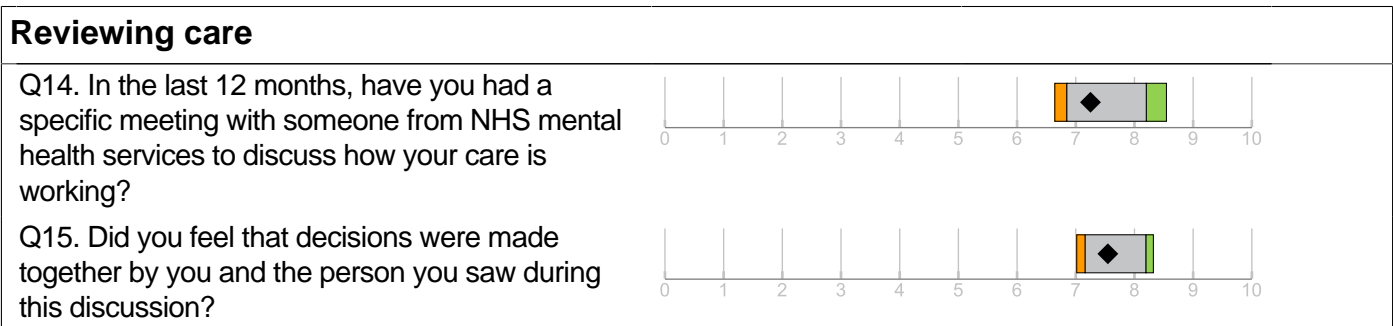 Reviewing care
Q14. In the last 12 months, have you had a
specific meeting with someone from NHS mental
health services to discuss how your care is
working?
0 1 2 3 4 5 6 7 8 9 10
Q15. Did you feel that decisions were made
together by you and the person you saw during
this discussion?
0 1 2 3 4 5 6 7 8 9 10